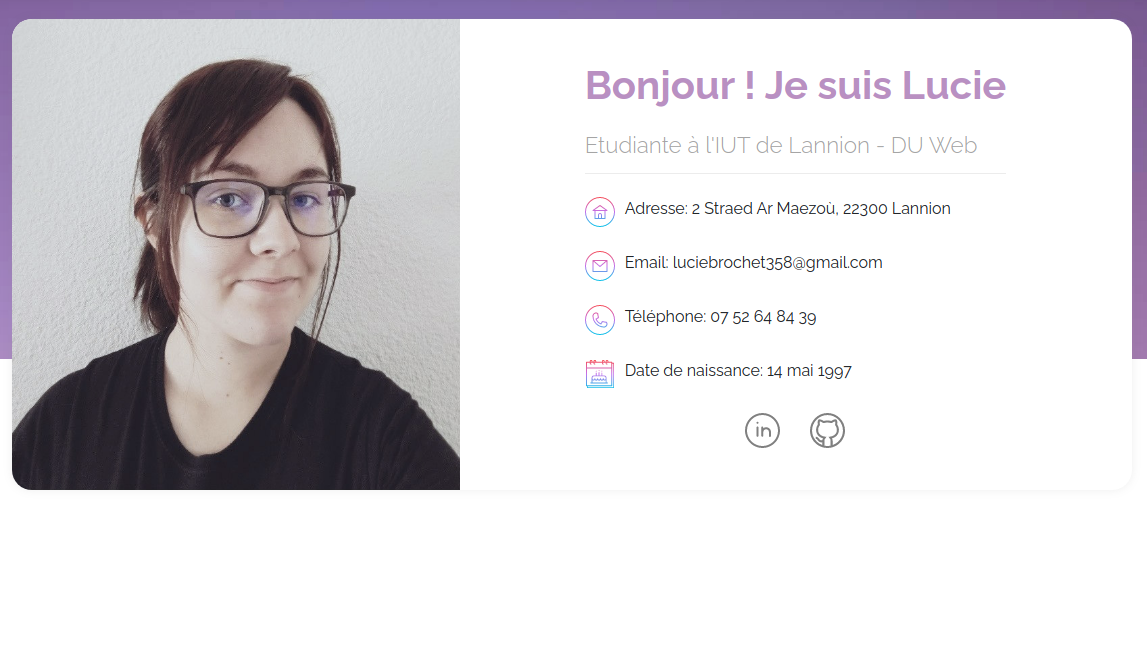 Bonjour ! Je suis Lucie
Etudiante à l'IUT de Lannion - DU Web
Adresse: 2 Straed Ar Maezoù, 22300 Lannion
Email: luciebrochet358@gmail.com
Téléphone: 07 52 64 84 39
Date de naissance: 14 mai 1997
in